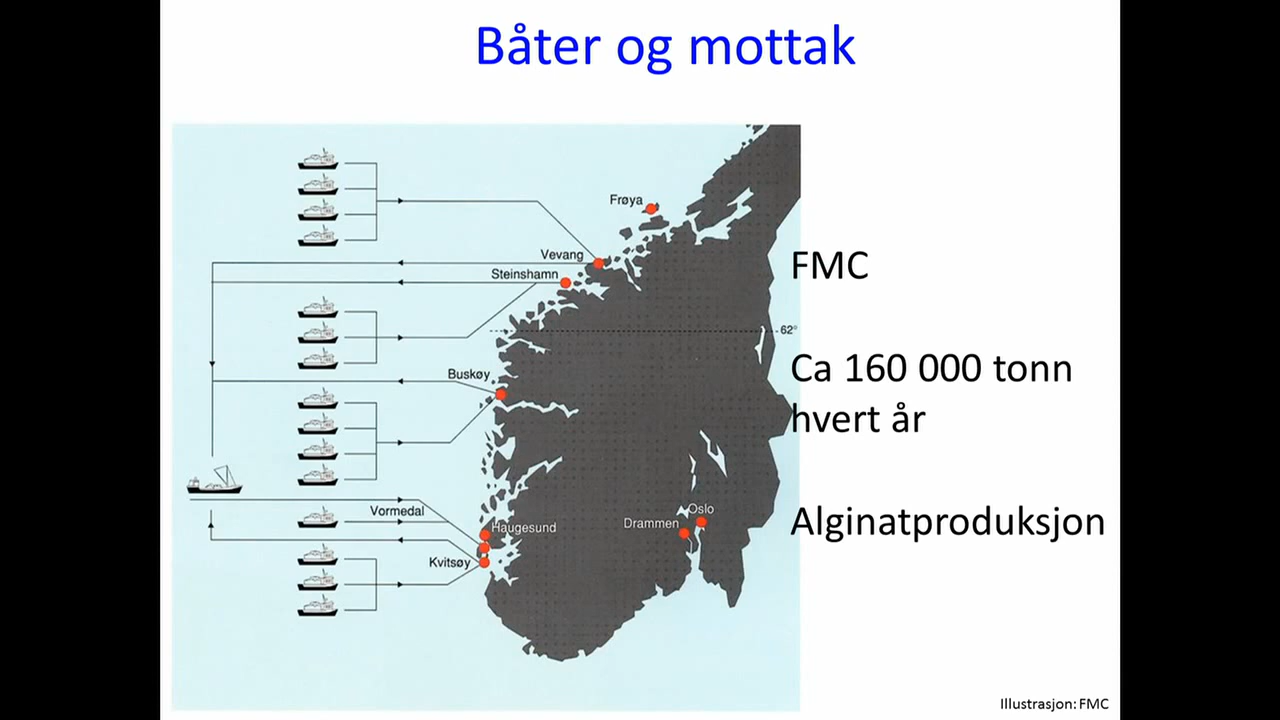 Båter og mottak
Frøya
Vevang
Steinshamn
FMC
62°
Buskøy
Ca 160 000 tonn
hvert år
Vormedal
Haugesund
Drammen
Oslo
Kvitsøy
Alginatproduksjon
Illustrasjon: FMC